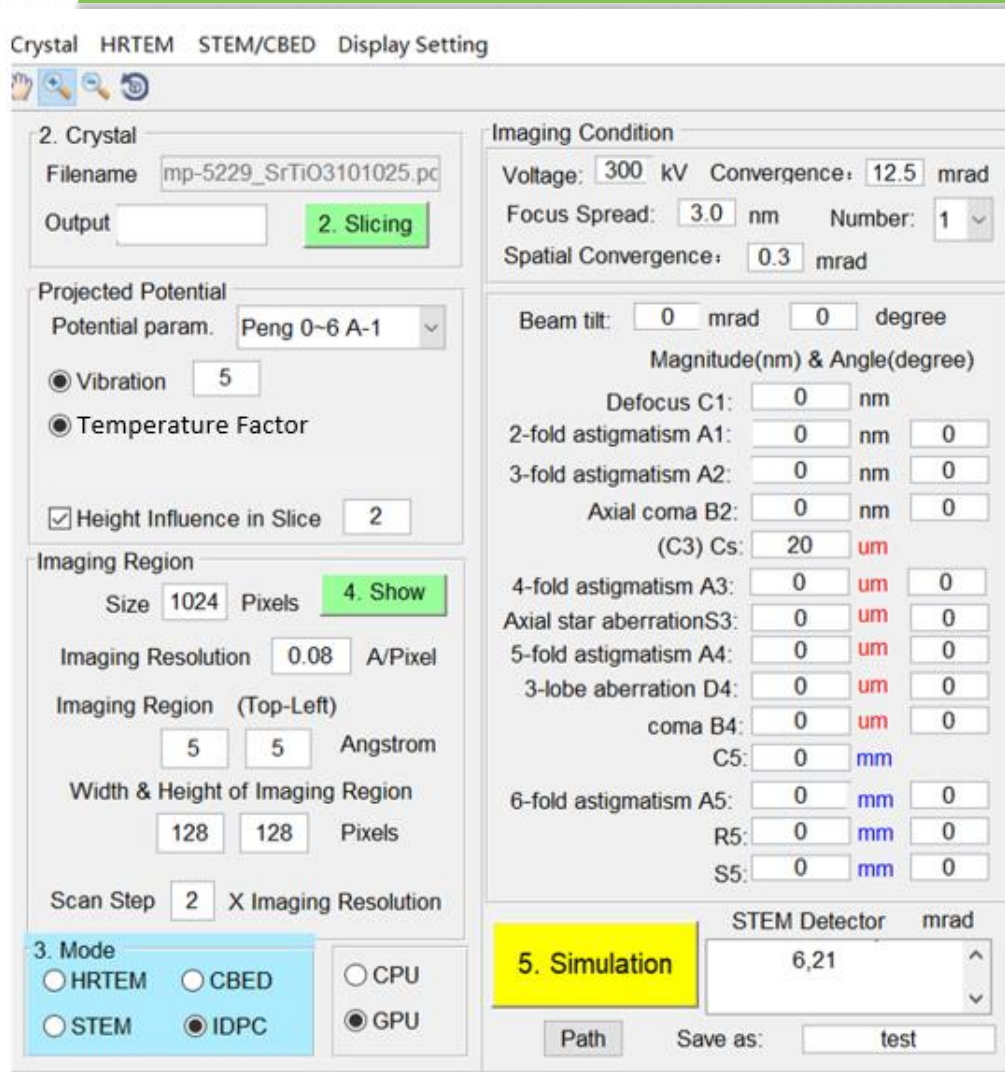 Crystal HRTEM STEM/CBED Display Setting
2. Crystal
Filename mp-5229_SrTiO3101025.pc
Output 2. Slicing
Projected Potential
Potential param. Peng 0~6 A-1
Vibration 5
Temperature Factor
Height Influence in Slice 2
Imaging Region
Size 1024 Pixels 4. Show
Imaging Resolution 0.08 A/Pixel
Imaging Region (Top-Left)
5 5 Angstrom
Width & Height of Imaging Region
128 128 Pixels
Scan Step 2 X Imaging Resolution
3. Mode
HRTEM CBED
STEM IDPC
CPU
GPU
Imaging Condition
Voltage: 300 kV Convergence: 12.5 mrad
Focus Spread: 3.0 nm Number: 1
Spatial Convergence: 0.3 mrad
Beam tilt: 0 mrad 0 degree
Magnitude(nm) & Angle(degree)
Defocus C1: 0 nm
2-fold astigmatism A1: 0 nm 0
3-fold astigmatism A2: 0 nm 0
Axial coma B2: 0 nm 0
(C3) Cs: 20 um
4-fold astigmatism A3: 0 um 0
Axial star aberrationS3: 0 um 0
5-fold astigmatism A4: 0 um 0
3-lobe aberration D4: 0 um 0
coma B4: 0 um 0
C5: 0 mm
6-fold astigmatism A5: 0 mm 0
R5: 0 mm 0
S5: 0 mm 0
5. Simulation
STEM Detector mrad
6,21
Path Save as: test